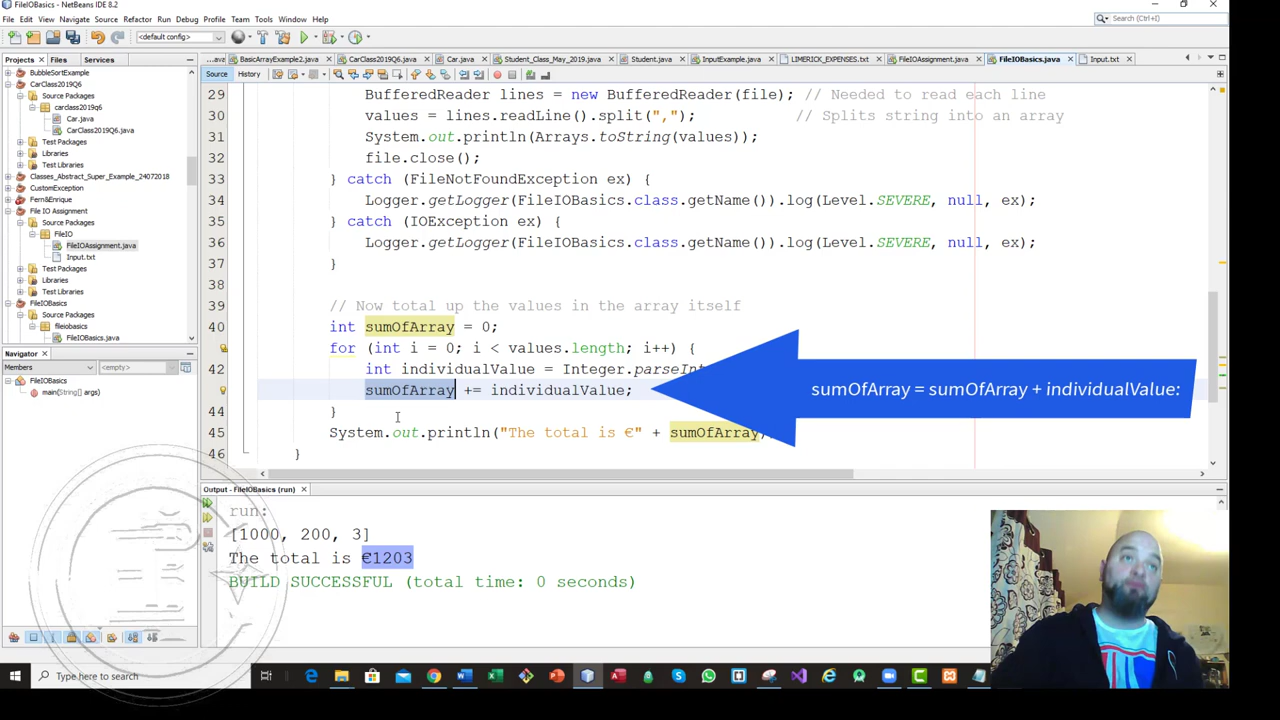 FileIOBasics - NetBeans IDE 8.2
File Edit View Navigate Source Refactor Run Debug Profile Team Tools Window Help
Search (Ctrl+I)
<default config>
Projects Files Services
...ava BasicArrayExample2.java CarClass2019Q6.java Car.java Student_Class_May_2019.java Student.java InputExample.java LIMERICK_EXPENSES.txt FileIOAssignment.java FileIOBasics.java Input.txt
Source History
BubbleSortExample
CarClass2019Q6
Source Packages
carclass2019q6
Car.java
CarClass2019Q6.java
Test Packages
Libraries
Test Libraries
Classes_Abstract_Super_Example_24072018
CustomException
Fern&Enrique
File IO Assignment
Source Packages
FileIO
FileIOAssignment.java
Input.txt
Test Packages
Libraries
Test Libraries
FileIOBasics
Source Packages
fileiobasics
FileIOBasics.java
Navigator
Members <empty>
FileIOBasics
main(String[] args)
29 BufferedReader lines = new BufferedReader(file); // Needed to read each line
30 values = lines.readLine().split(","); // Splits string into an array
31 System.out.println(Arrays.toString(values));
32 file.close();
33 } catch (FileNotFoundException ex) {
34 Logger.getLogger(FileIOBasics.class.getName()).log(Level.SEVERE, null, ex);
35 } catch (IOException ex) {
36 Logger.getLogger(FileIOBasics.class.getName()).log(Level.SEVERE, null, ex);
37 }
39 // Now total up the values in the array itself
40 int sumOfArray = 0;
for (int i = 0; i < values.length; i++) {
42 int individualValue = Integer.parseInt
sumOfArray += individualValue;
sumOfArray = sumOfArray + individualValue:
44 }
45 System.out.println("The total is €" + sumOfArray);
46 }
Output - FileIOBasics (run)
run:
[1000, 200, 3]
The total is €1203
BUILD SUCCESSFUL (total time: 0 seconds)
Type here to search